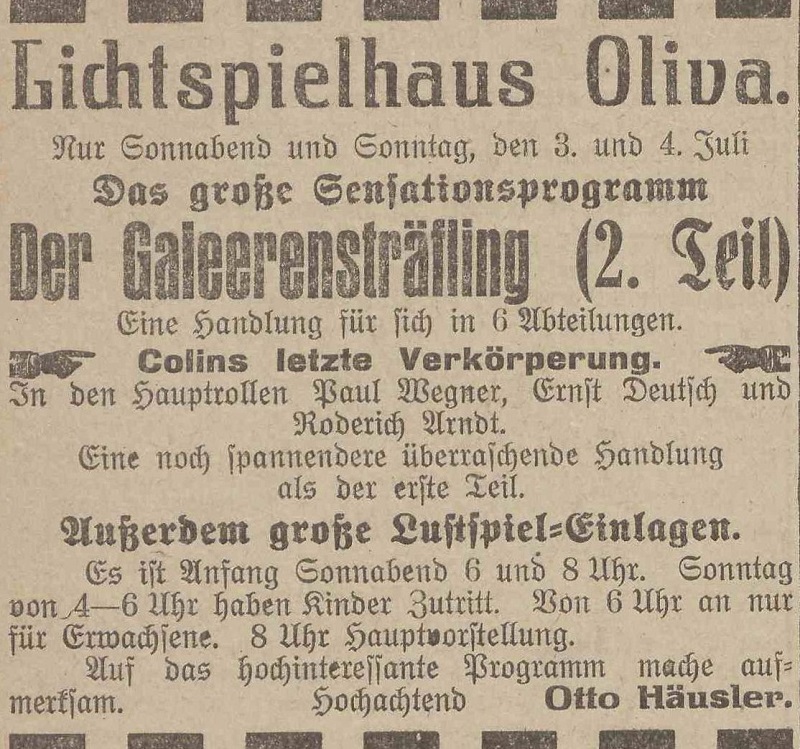 Lichtspielhaus Oliva.
Nur Sonnabend und Sonntag, den 3. und 4. Juli
Das große Sensationsprogramm
Der Galeerensträfling (2. Teil)
Eine Handlung für sich in 6 Abteilungen.
Colins letzte Verkörperung.
In den Hauptrollen Paul Wegner, Ernst Deutsch und
Roderich Arndt.
Eine noch spannendere überraschende Handlung
als der erste Teil.
Außerdem große Lustspiel-Einlagen.
Es ist Anfang Sonnabend 6 und 8 Uhr. Sonntag
von 4—6 Uhr haben Kinder Zutritt. Von 6 Uhr an nur
für Erwachsene. 8 Uhr Hauptvorstellung.
Auf das hochinteressante Programm mache auf-
merksam. Hochachtend Otto Häusler.